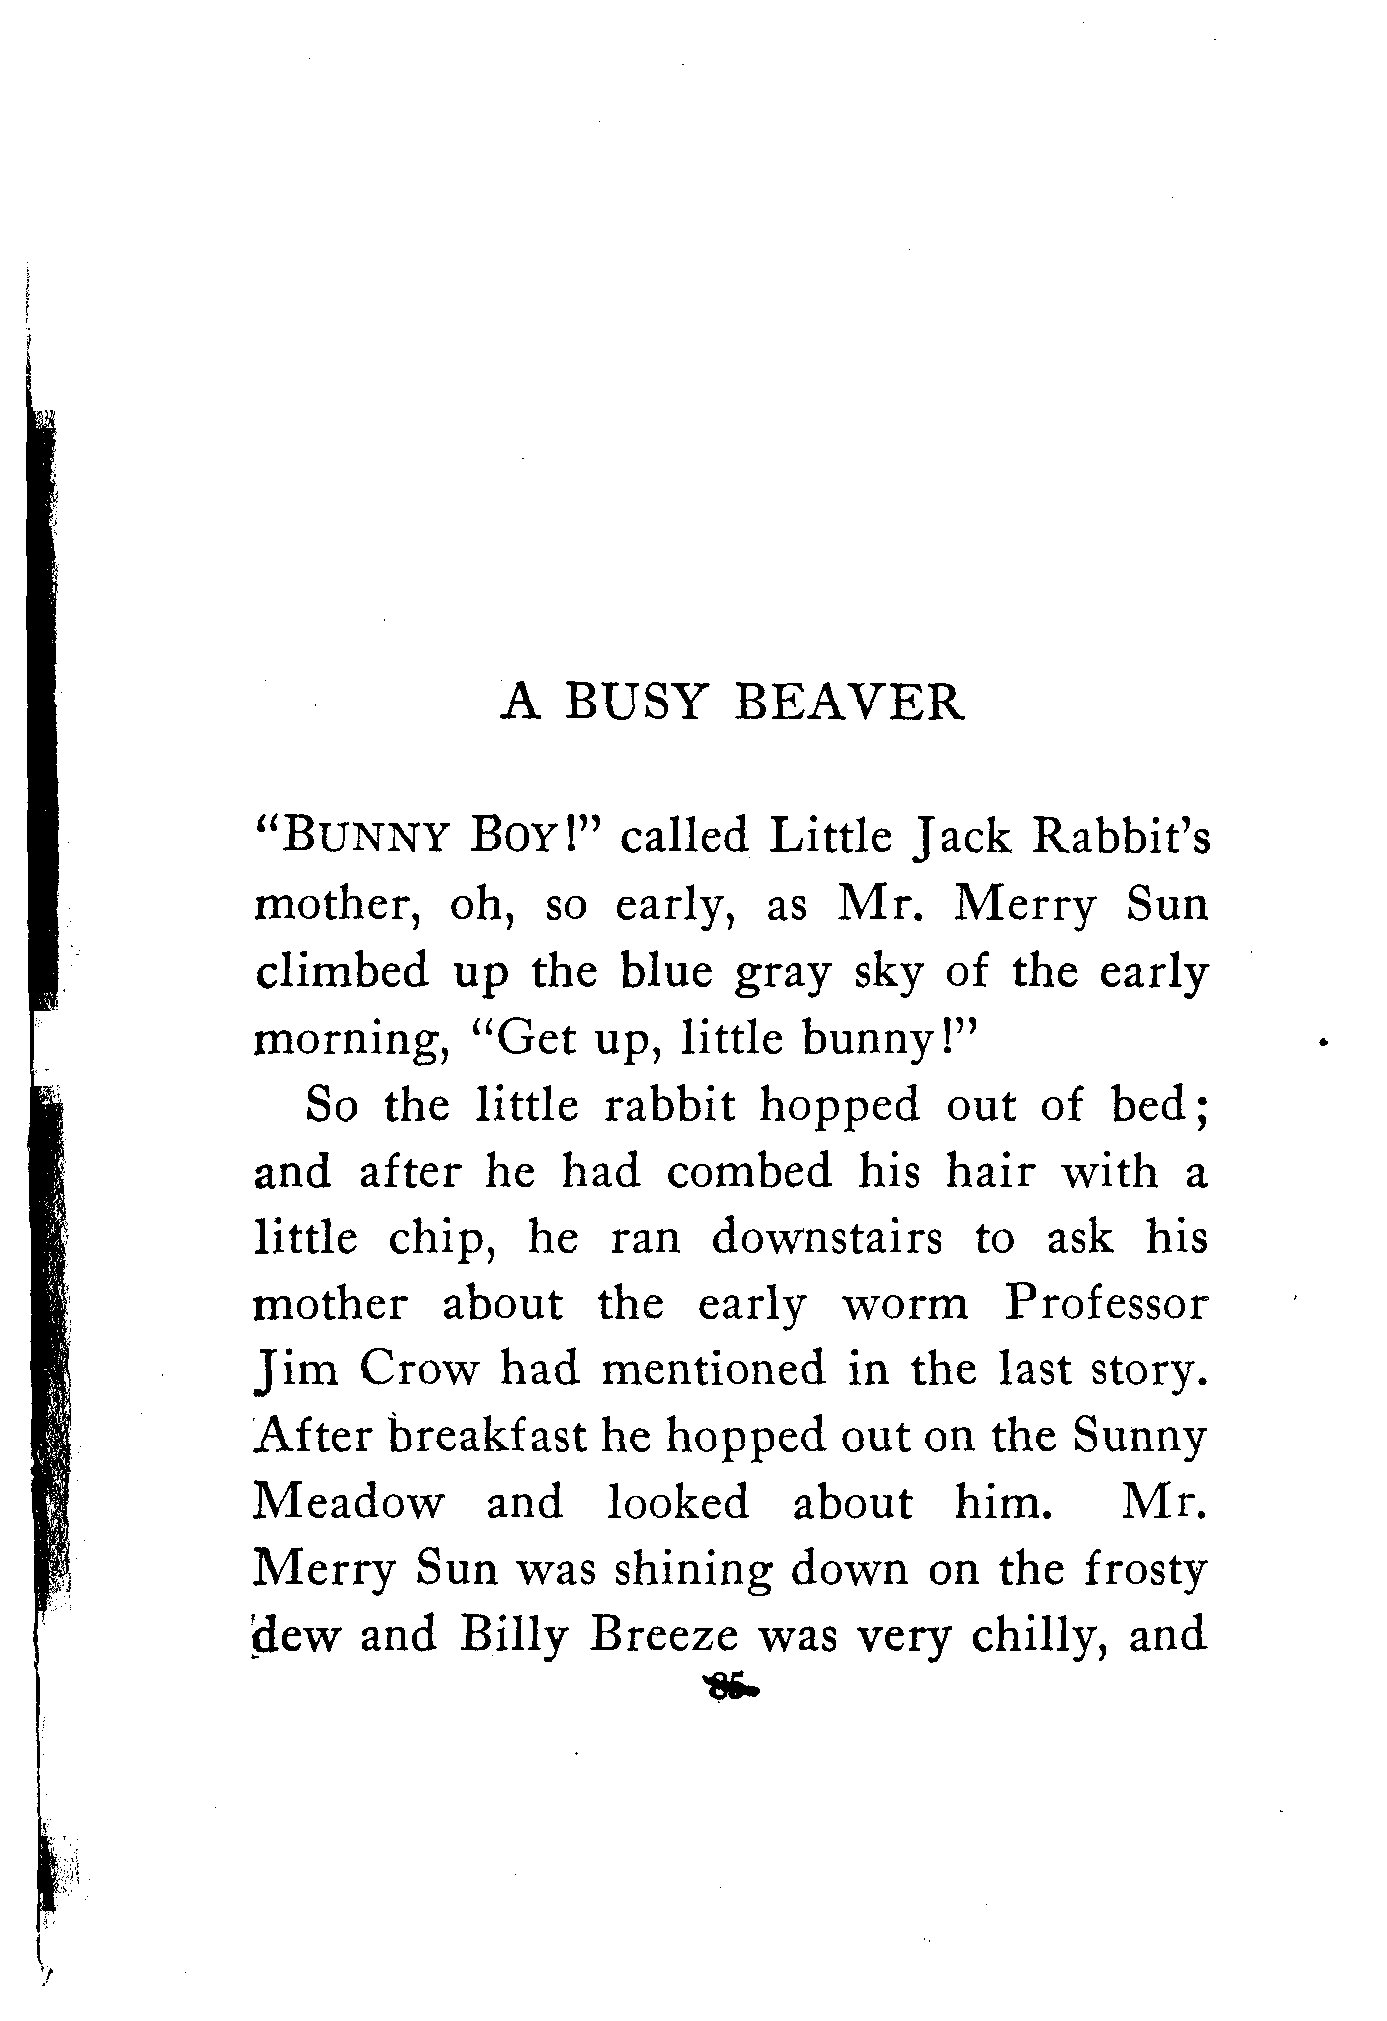 A BUSY BEAVER
"BUNNY BOY!" called Little Jack Rabbit's
mother, oh, so early, as Mr. Merry Sun
climbed up the blue gray sky of the early
morning, "Get up, little bunny!"
So the little rabbit hopped out of bed;
and after he had combed his hair with a
little chip, he ran downstairs to ask his
mother about the early worm Professor
Jim Crow had mentioned in the last story.
After breakfast he hopped out on the Sunny
Meadow and looked about him. Mr.
Merry Sun was shining down on the frosty
dew and Billy Breeze was very chilly, and
85